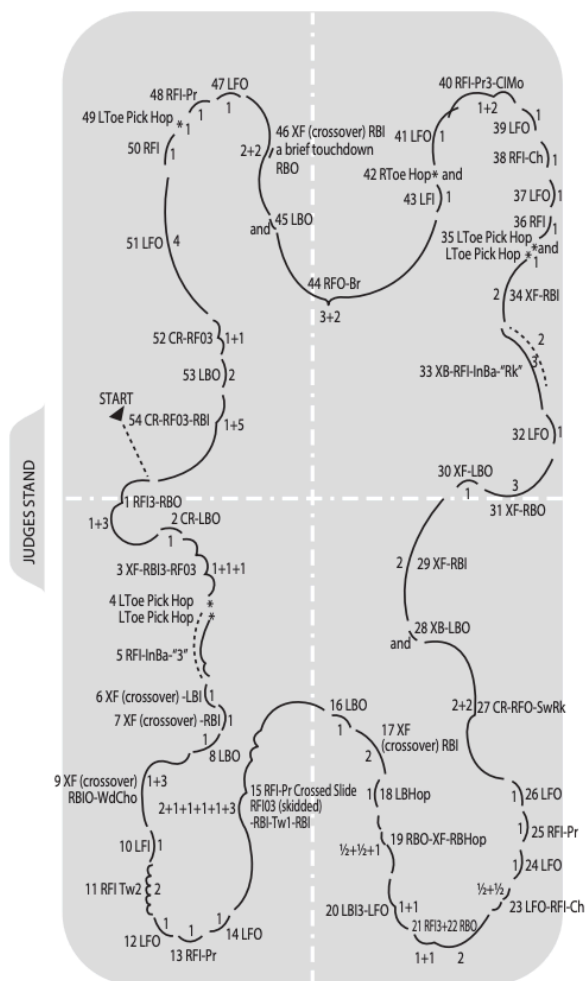 JUDGES STAND
START
1 RFI3-RBO
1+3
2 CR-LBO
1
3 XF-RBI3-RF03
1+1+1
4 LToe Pick Hop
*
LToe Pick Hop
*
5 RFI-InBa-"3"
6 XF (crossover) -LBI
1
7 XF (crossover) -RBI
1
1
8 LBO
9 XF (crossover)
RBIO-WdCho
1+3
10 LFI
1
11 RFI Tw2
2
12 LFO
1
13 RFI-Pr
1
14 LFO
1
15 RFI-Pr Crossed Slide
RFI03 (skidded)
-RBI-Tw1-RBI
2+1+1+1+1+3
16 LBO
1
17 XF
(crossover) RBI
2
18 LBHop
1
19 RBO-XF-RBHop
½+½+1
20 LBI3-LFO
1+1
21 RFI3+22 RBO
1+1
2
23 LFO-RFI-Ch
½+½
24 LFO
1
25 RFI-Pr
1
26 LFO
1
27 CR-RFO-SwRk
2+2
28 XB-LBO
and
29 XF-RBI
2
30 XF-LBO
1
31 XF-RBO
3
32 LFO
1
33 XB-RFI-InBa-"Rk"
2
3
34 XF-RBI
2
35 LToe Pick Hop
*and
LToe Pick Hop
*
1
36 RFI
1
37 LFO
1
38 RFI-Ch
1
39 LFO
1
40 RFI-Pr3-ClMo
1+2
41 LFO
1
42 RToe Hop* and
43 LFI
1
44 RFO-Br
3+2
45 LBO
and
46 XF (crossover) RBI
a brief touchdown
RBO
2+2
47 LFO
1
48 RFI-Pr
1
49 LToe Pick Hop
*
1
50 RFI
1
51 LFO
4
52 CR-RF03
1+1
53 LBO
2
54 CR-RF03-RBI
1+5